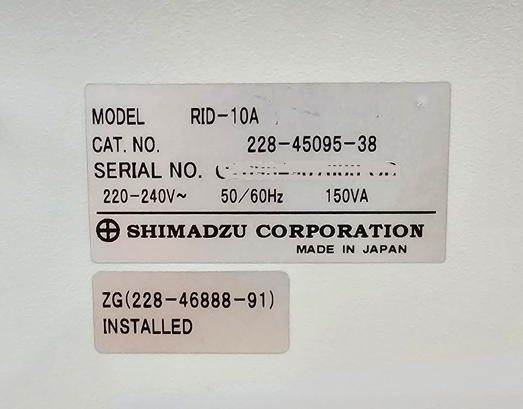 MODEL RID-10A
CAT. NO. 228-45095-38
SERIAL NO.
220-240V~ 50/60Hz 150VA
SHIMADZU CORPORATION
MADE IN JAPAN
ZG(228-46888-91)
INSTALLED